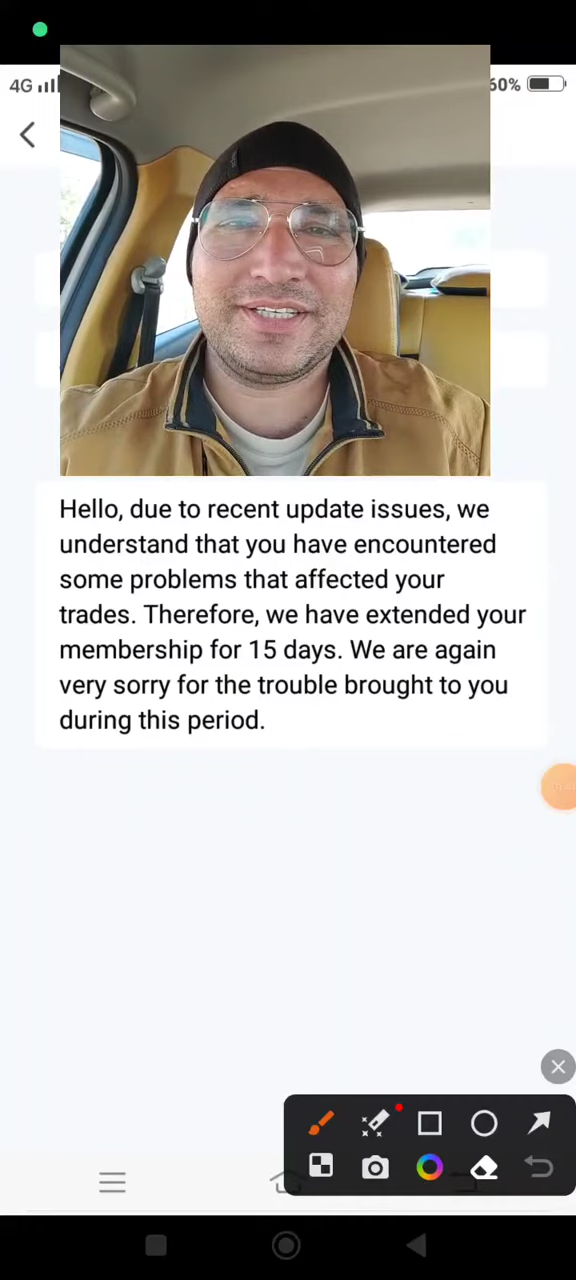 4G 60%
Hello, due to recent update issues, we
understand that you have encountered
some problems that affected your
trades. Therefore, we have extended your
membership for 15 days. We are again
very sorry for the trouble brought to you
during this period.